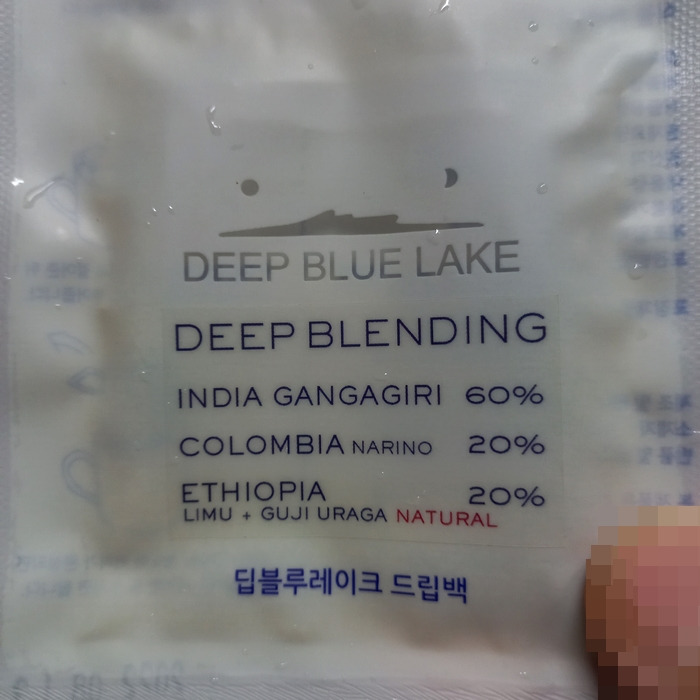 DEEP BLUE LAKE
DEEP BLENDING
INDIA GANGAGIRI 60%
COLOMBIA NARINO 20%
ETHIOPIA 20%
LIMU + GUJI URAGA NATURAL
딥블루레이크 드립백